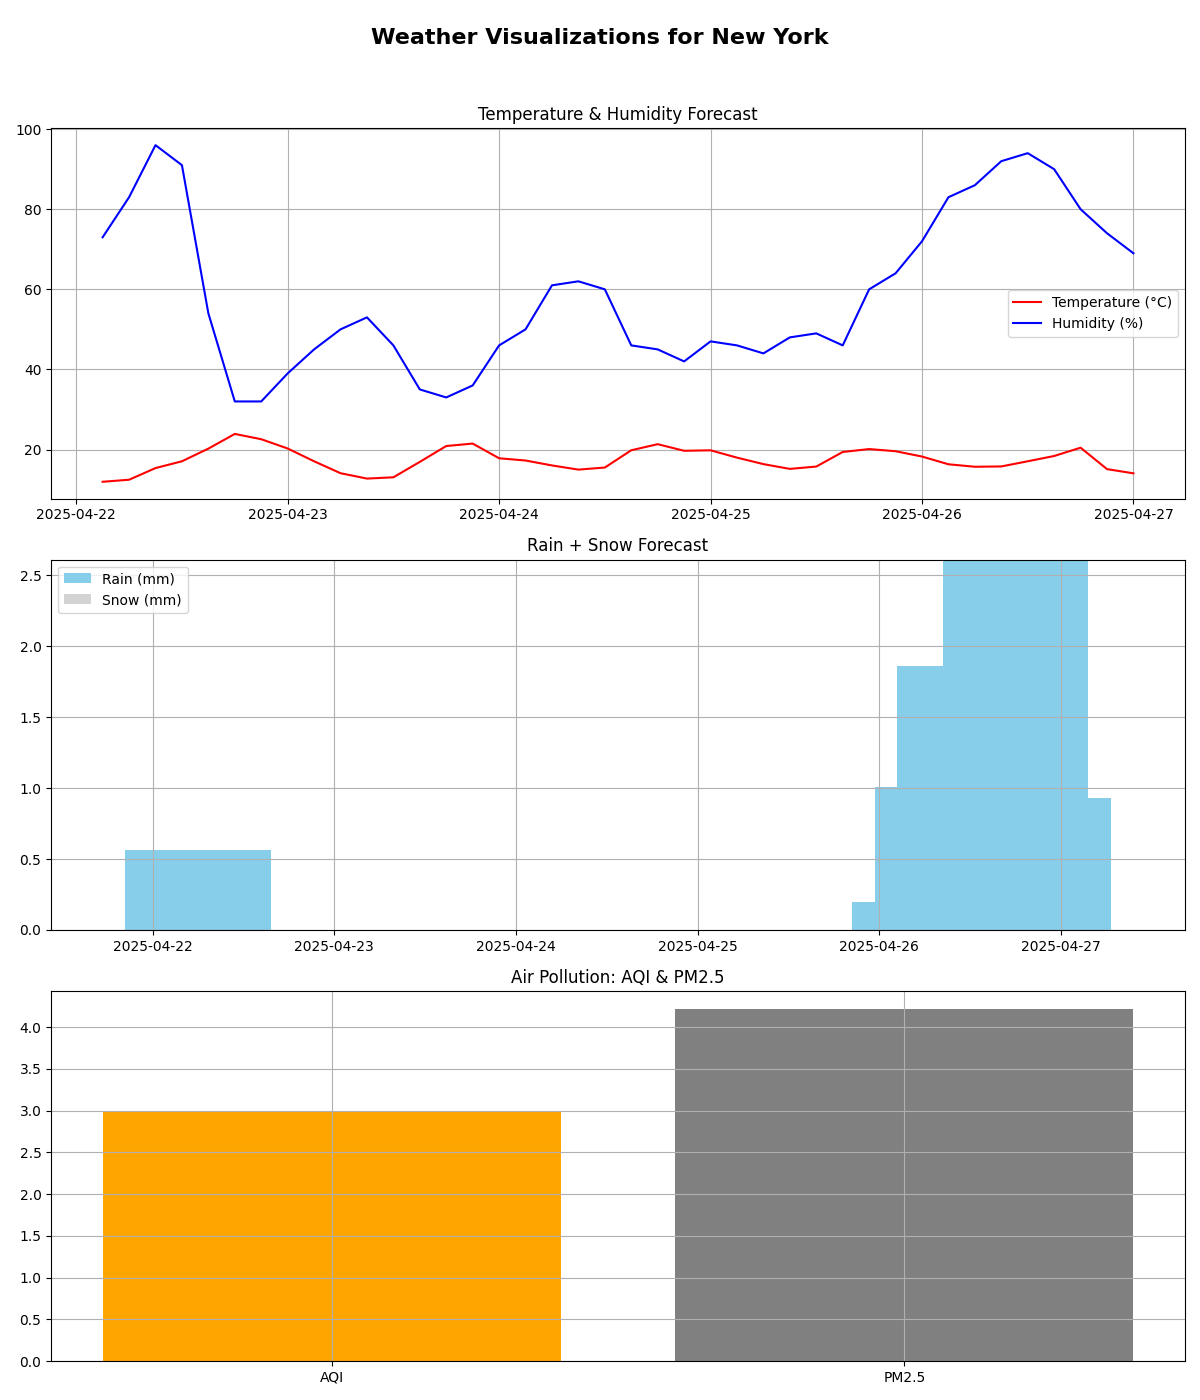 Weather Visualizations for New York
Temperature & Humidity Forecast
100
80
60
40
20
Temperature (°C)
Humidity (%)
2025-04-22 2025-04-23 2025-04-24 2025-04-25 2025-04-26 2025-04-27
Rain + Snow Forecast
2.5
2.0
1.5
1.0
0.5
0.0
Rain (mm)
Snow (mm)
2025-04-22 2025-04-23 2025-04-24 2025-04-25 2025-04-26 2025-04-27
Air Pollution: AQI & PM2.5
4.0
3.5
3.0
2.5
2.0
1.5
1.0
0.5
0.0
AQI PM2.5